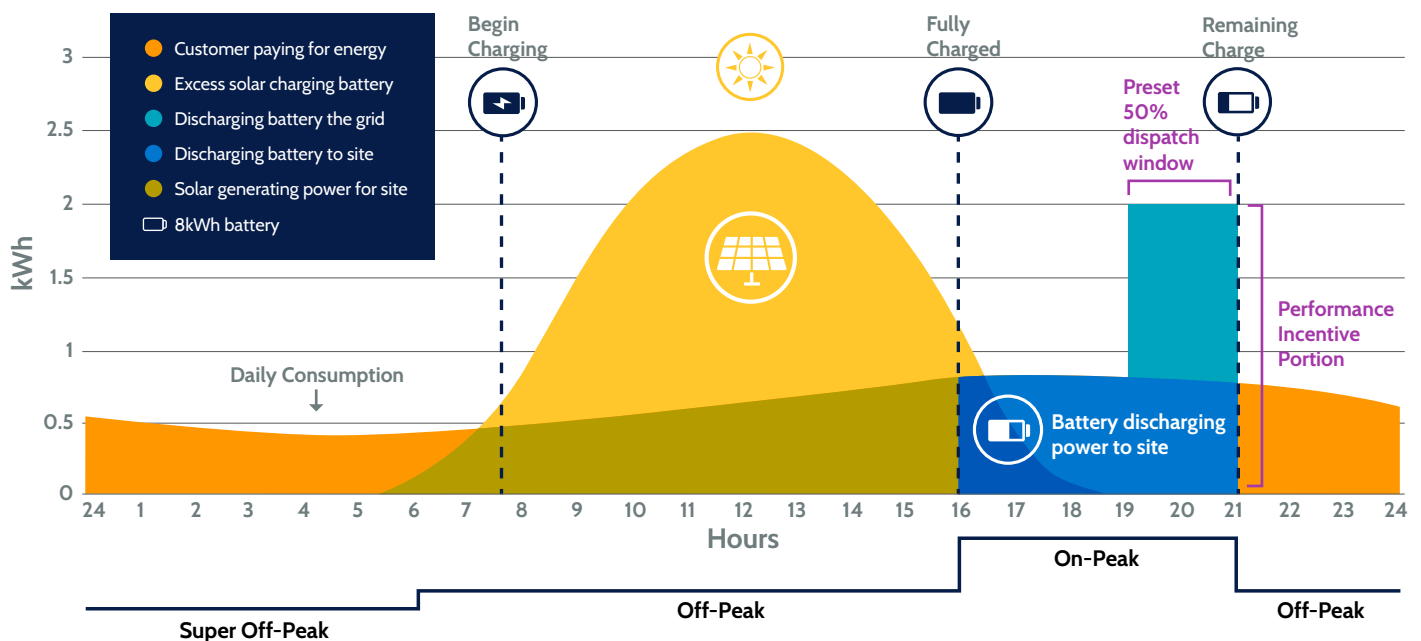 Customer paying for energy
Excess solar charging battery
Discharging battery the grid
Discharging battery to site
Solar generating power for site
8kWh battery
Begin
Charging
Fully
Charged
Remaining
Charge
Preset
50%
dispatch
window
kWh
3
2.5
2
1.5
1
0.5
0
Daily Consumption
Performance
Incentive
Portion
Battery discharging
power to site
24 1 2 3 4 5 6 7 8 9 10 11 12 13 14 15 16 17 18 19 20 21 22 23 24
Hours
On-Peak
Super Off-Peak
Off-Peak
Off-Peak